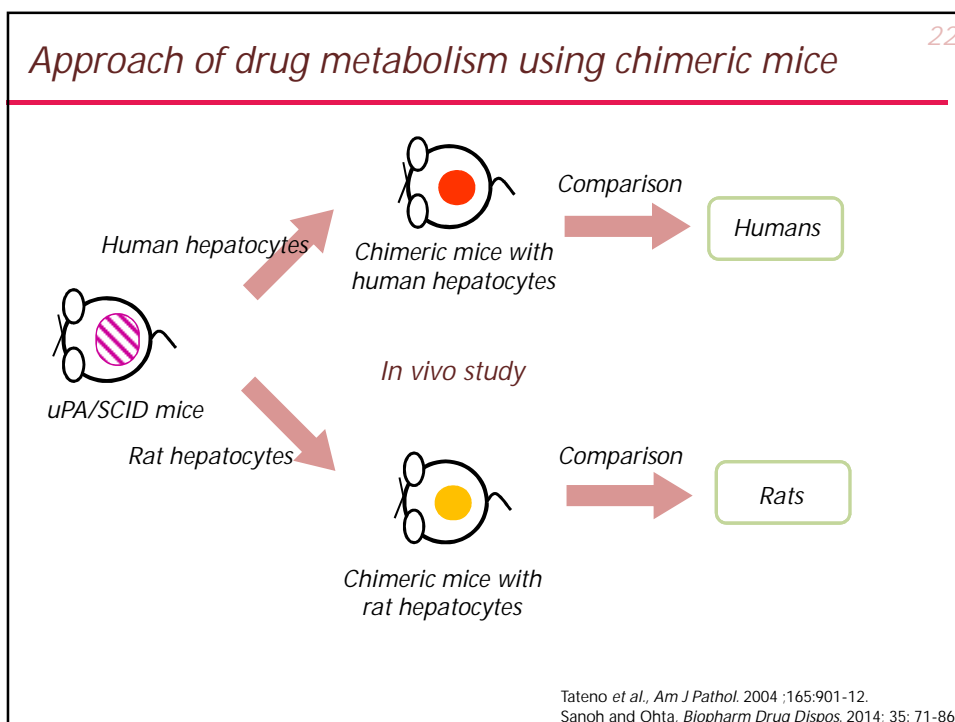 22
Approach of drug metabolism using chimeric mice
Human hepatocytes
Chimeric mice with
human hepatocytes
Comparison
Humans
uPA/SCID mice
In vivo study
Rat hepatocytes
Chimeric mice with
rat hepatocytes
Comparison
Rats
Tateno et al., Am J Pathol. 2004 ;165:901-12.
Sanoh and Ohta, Biopharm Drug Dispos. 2014; 35: 71-86